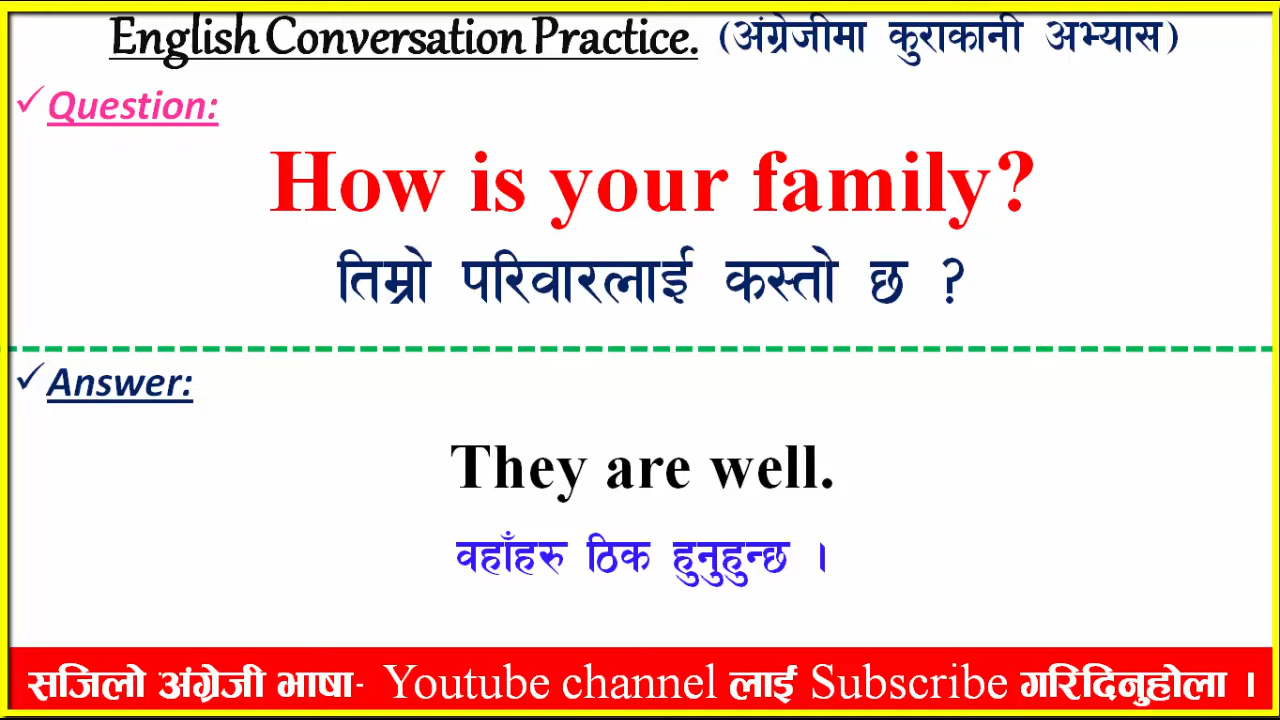 English Conversation Practice. (अंग्रेजीमा कुराकानी अभ्यास)
✓Question:
How is your family?
तिम्रो परिवारलाई कस्तो छ ?
✓Answer:
They are well.
वहाँहरु ठिक हुनुहुन्छ ।
सजिलो अंग्रेजी भाषा- Youtube channel लाई Subscribe गरिदिनुहोला ।